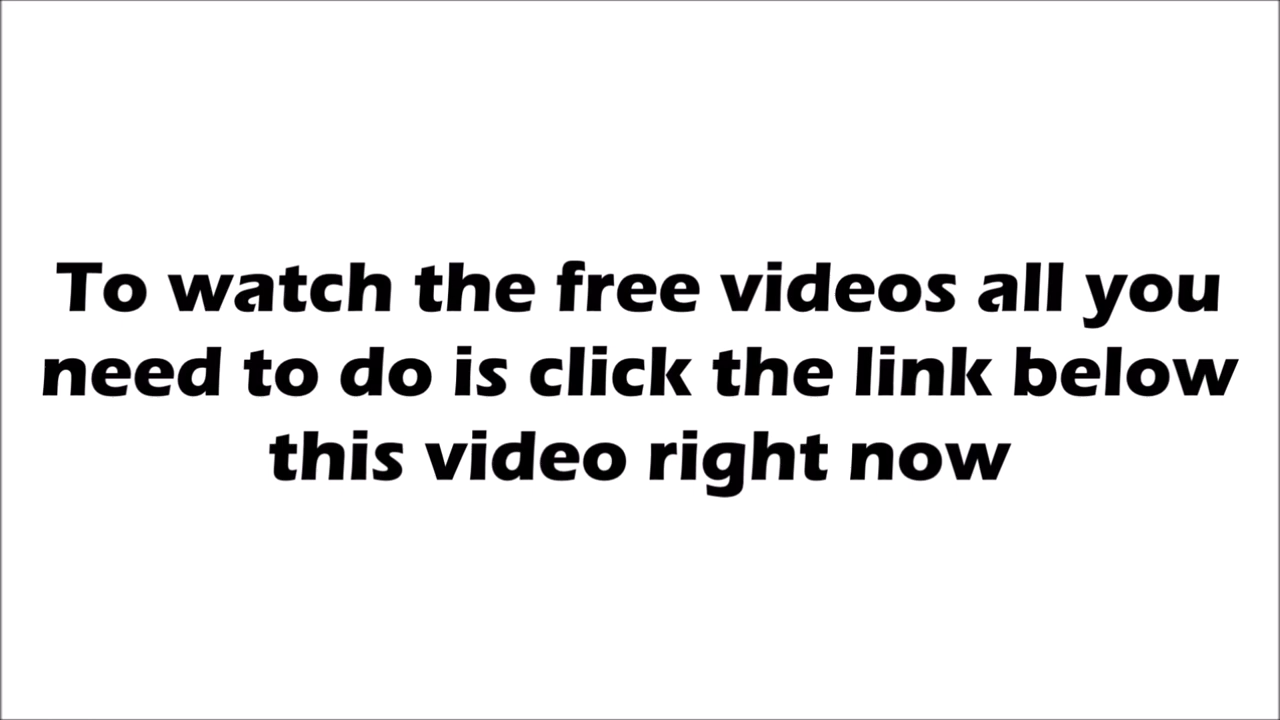 To watch the free videos all you
need to do is click the link below
this video right now